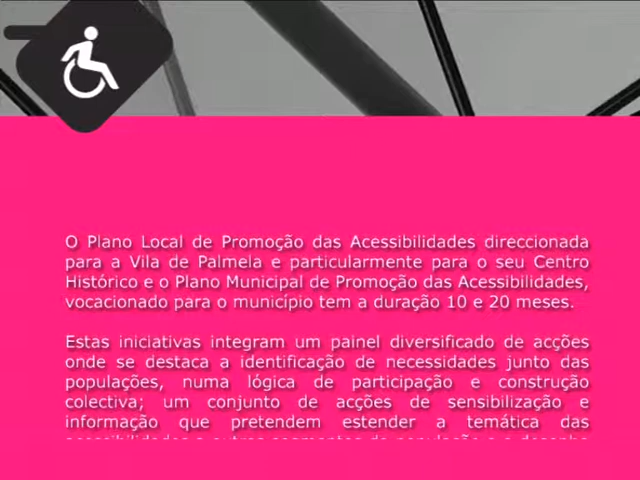 O Plano Local de Promoção das Acessibilidades direccionada
para a Vila de Palmela e particularmente para o seu Centro
Histórico e o Plano Municipal de Promoção das Acessibilidades,
vocacionado para o município tem a duração 10 e 20 meses.
Estas iniciativas integram um painel diversificado de acções
onde se destaca a identificação de necessidades junto das
populações, numa lógica de participação e construção
colectiva; um conjunto de acções de sensibilização e
informação que pretendem estender a temática das